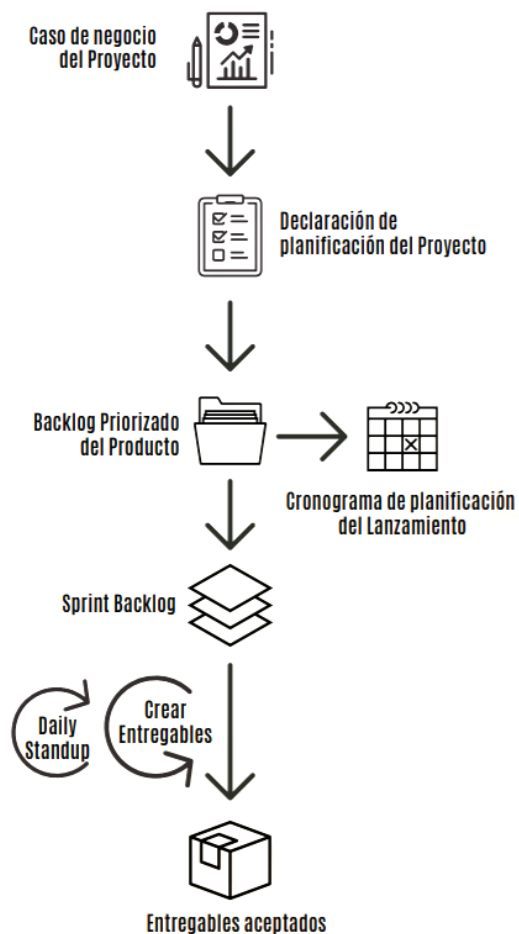 Caso de negocio
del Proyecto
Declaración de
planificación del Proyecto
Backlog Priorizado
del Producto
Cronograma de planificación
del Lanzamiento
Sprint Backlog
Daily
Standup
Crear
Entregables
Entregables aceptados